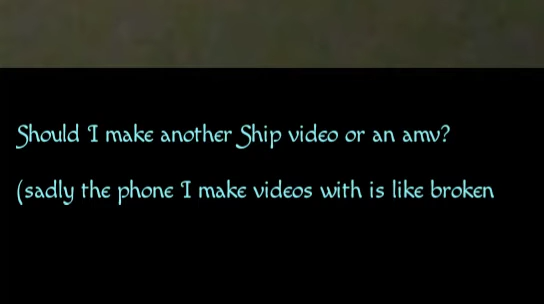 Should I make another Ship video or an amv?
(sadly the phone I make videos with is like broken